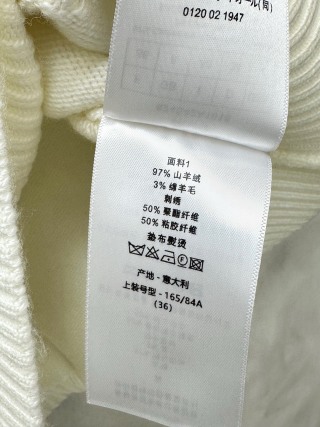 0120 02 1947
面料1
97% 山羊绒
3% 绵羊毛
刺绣
50% 聚酯纤维
50% 粘胶纤维
垫布熨烫
产地 - 意大利
上装号型 - 165/84A
(36)